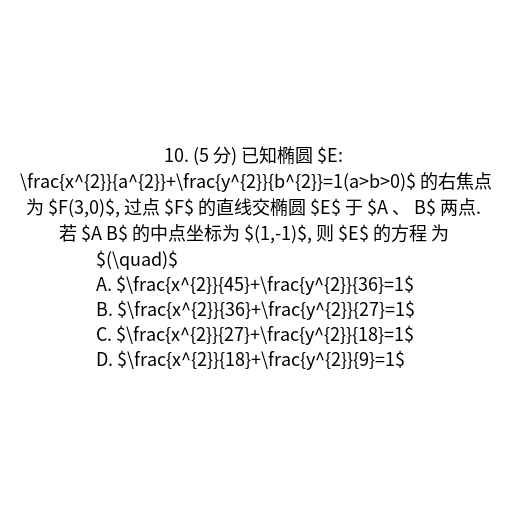 10. (5 分) 已知椭圆 $E:
\frac{x^{2}}{a^{2}}+\frac{y^{2}}{b^{2}}=1(a>b>0)$ 的右焦点
为 $F(3,0)$, 过点 $F$ 的直线交椭圆 $E$ 于 $A 、 B$ 两点.
若 $A B$ 的中点坐标为 $(1,-1)$, 则 $E$ 的方程 为
$(\quad)$
A. $\frac{x^{2}}{45}+\frac{y^{2}}{36}=1$
B. $\frac{x^{2}}{36}+\frac{y^{2}}{27}=1$
C. $\frac{x^{2}}{27}+\frac{y^{2}}{18}=1$
D. $\frac{x^{2}}{18}+\frac{y^{2}}{9}=1$